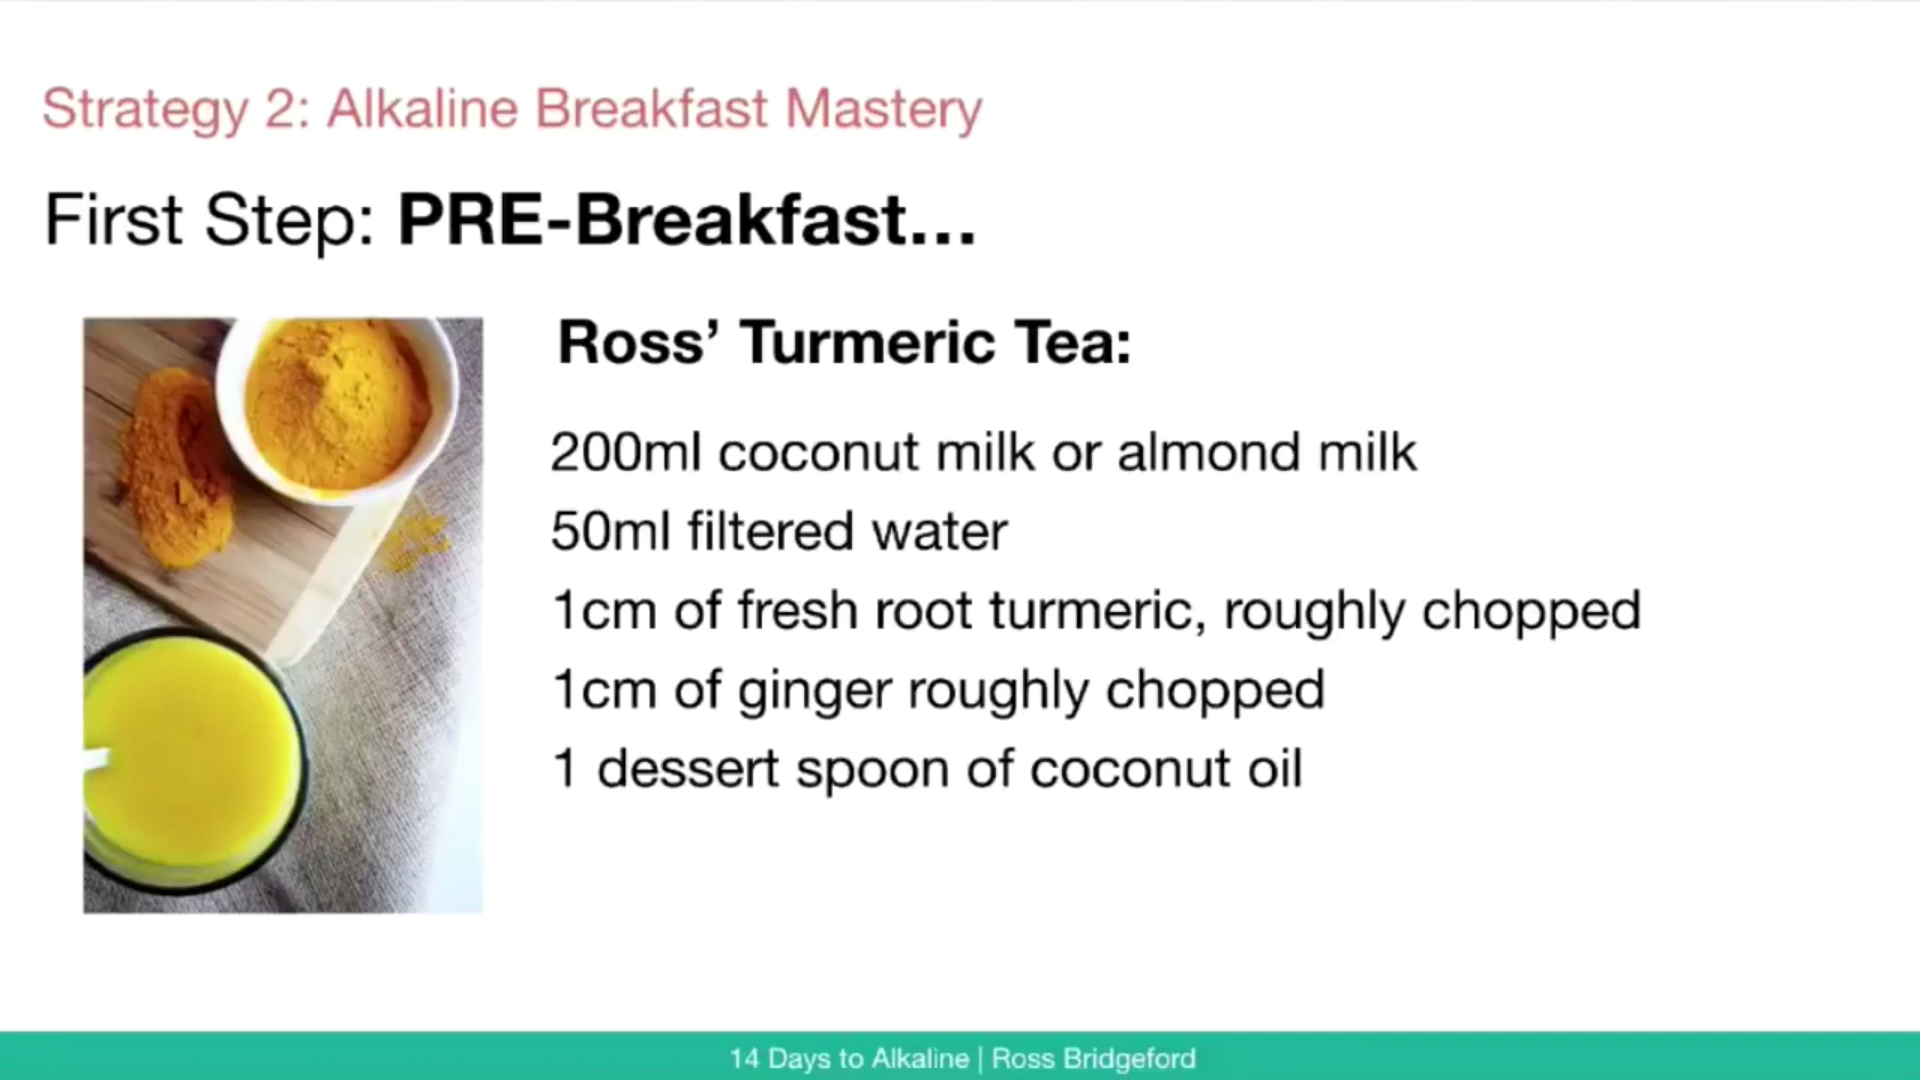 Strategy 2: Alkaline Breakfast Mastery
First Step: PRE-Breakfast...
Ross’ Turmeric Tea:
200ml coconut milk or almond milk
50ml filtered water
1cm of fresh root turmeric, roughly chopped
1cm of ginger roughly chopped
1 dessert spoon of coconut oil
14 Days to Alkaline | Ross Bridgeford